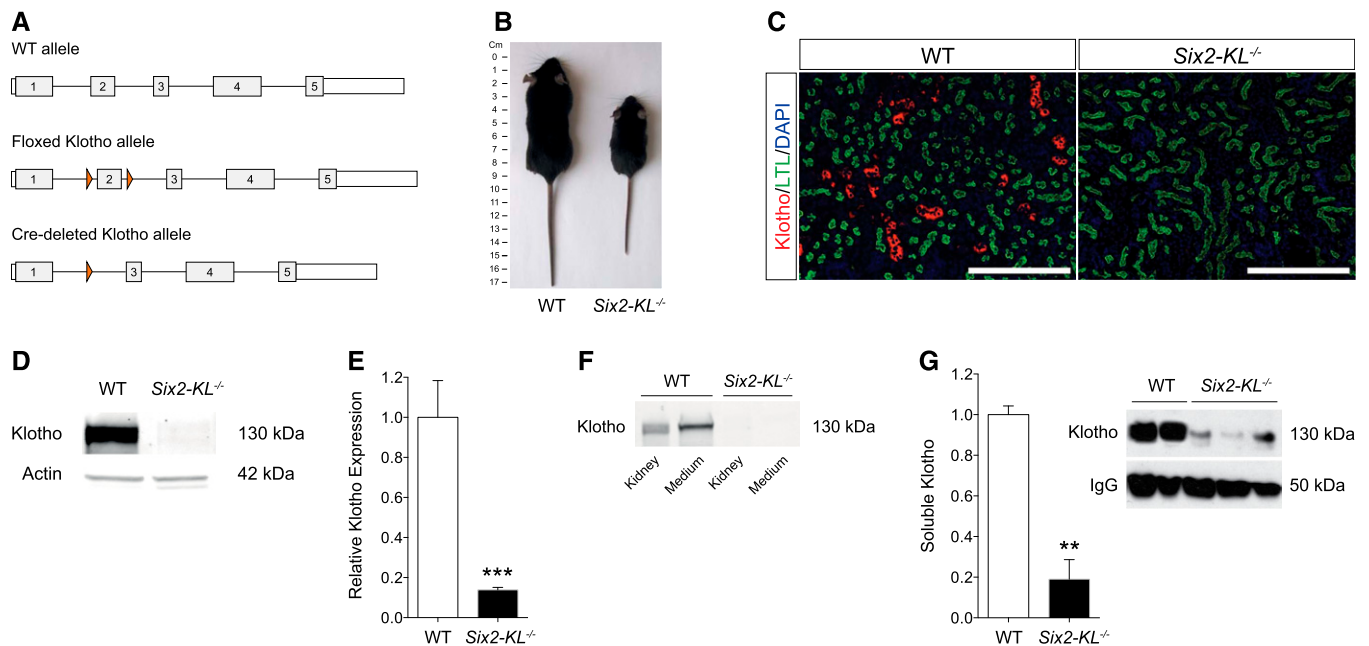 A
WT allele
1 2 3 4 5
Floxed Klotho allele
1 2 3 4 5
Cre-deleted Klotho allele
1 3 4 5
B
Cm
0
1
2
3
4
5
6
7
8
9
10
11
12
13
14
15
16
17
WT Six2-KL-/-
C
WT Six2-KL-/-
Klotho/LTL/DAPI
D
WT Six2-KL-/-
Klotho 130 kDa
Actin 42 kDa
E
Relative Klotho Expression
1.2
1.0
0.8
0.6
0.4
0.2
0.0
***
WT Six2-KL-/-
F
WT Six2-KL-/-
Klotho 130 kDa
Kidney Medium Kidney Medium
G
Soluble Klotho
1.2
1.0
0.8
0.6
0.4
0.2
0.0
**
WT Six2-KL-/-
WT Six2-KL-/-
Klotho 130 kDa
IgG 50 kDa